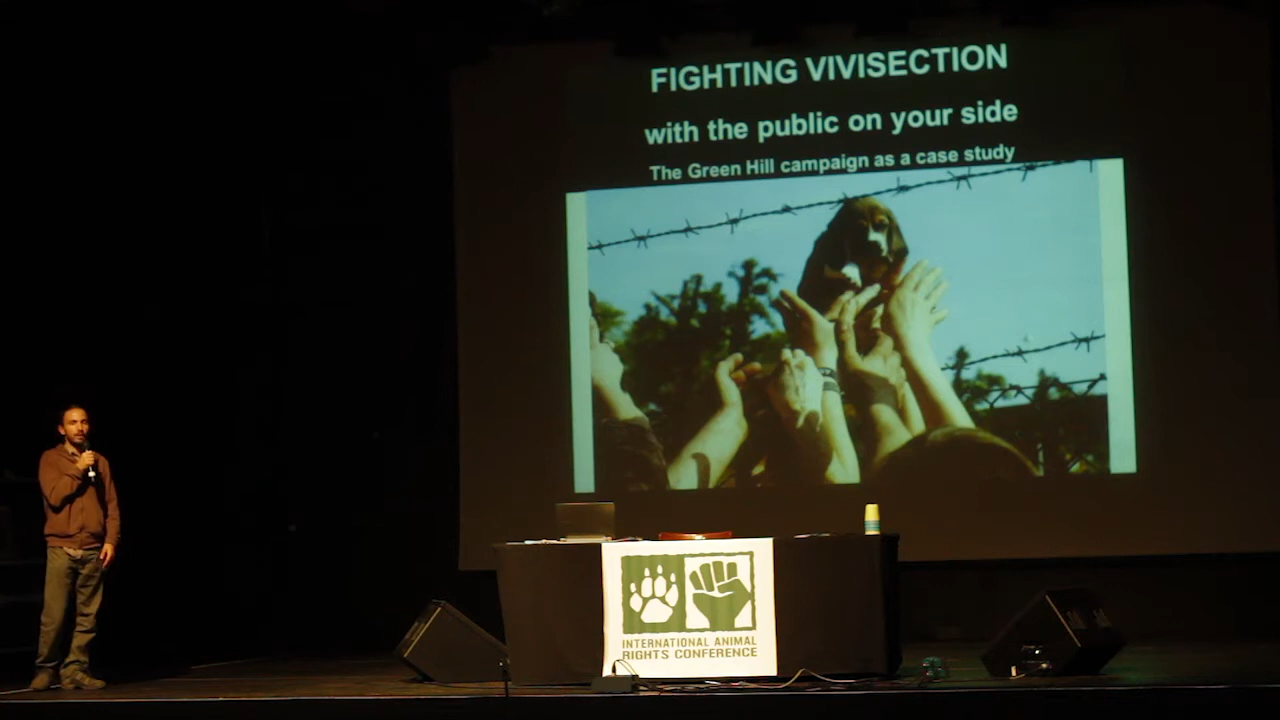 FIGHTING VIVISECTION
with the public on your side
The Green Hill campaign as a case study
INTERNATIONAL ANIMAL
RIGHTS CONFERENCE